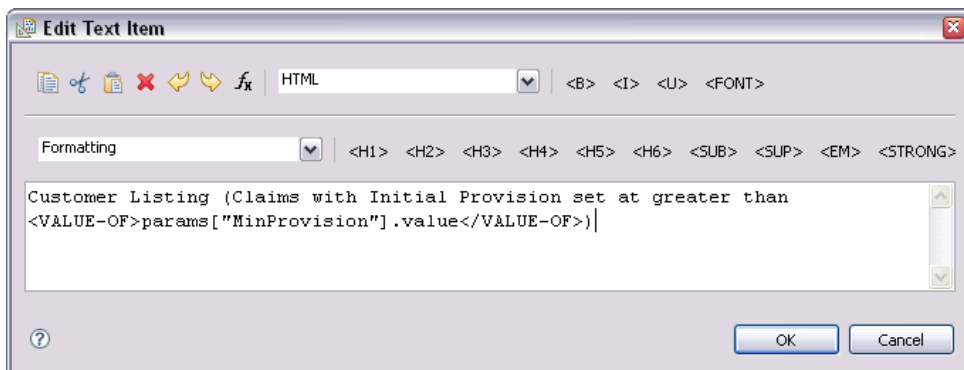 Edit Text Item
fx HTML <B> <I> <U> <FONT>
Formatting <H1> <H2> <H3> <H4> <H5> <H6> <SUB> <SUP> <EM> <STRONG>
Customer Listing (Claims with Initial Provision set at greater than
<VALUE-OF>params["MinProvision"].value</VALUE-OF>)
? OK Cancel